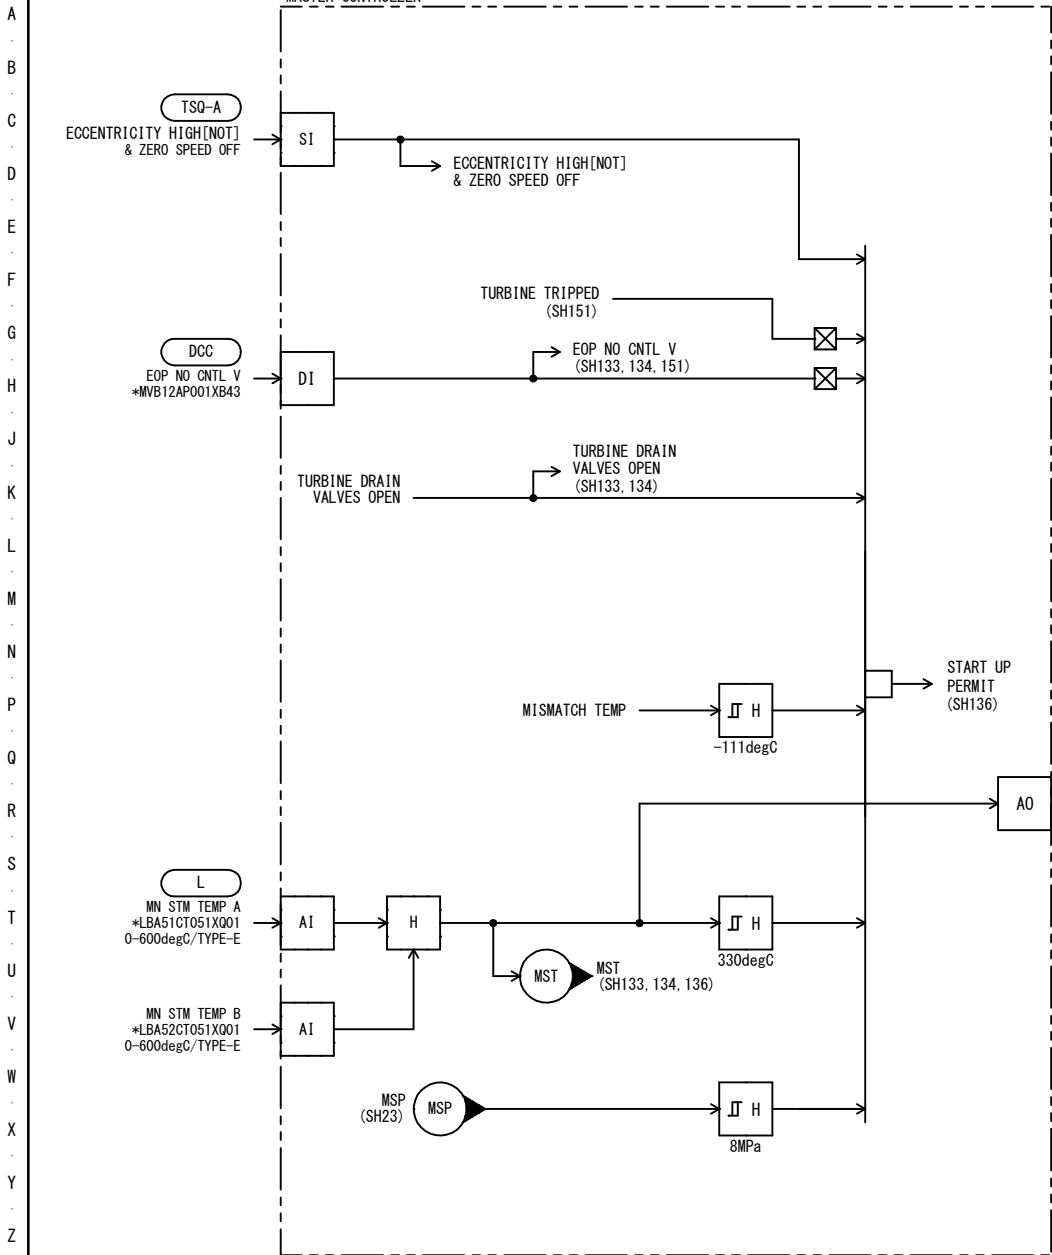 MASTER CONTROLLER
A
B
C
D
E
F
G
H
J
K
L
M
N
P
Q
R
S
T
U
V
W
X
Y
Z
TSQ-A
ECCENTRICITY HIGH[NOT]
& ZERO SPEED OFF
SI
ECCENTRICITY HIGH[NOT]
& ZERO SPEED OFF
TURBINE TRIPPED
(SH151)
DCC
EOP NO CNTL V
*MVB12AP001XB43
DI
EOP NO CNTL V
(SH133, 134, 151)
TURBINE DRAIN
VALVES OPEN
TURBINE DRAIN
VALVES OPEN
(SH133, 134)
START UP
PERMIT
(SH136)
MISMATCH TEMP
H
-111degC
AO
L
MN STM TEMP A
*LBA51CT051XQ01
0-600degC/TYPE-E
AI
H
H
330degC
MST
MST
(SH133, 134, 136)
MN STM TEMP B
*LBA52CT051XQ01
0-600degC/TYPE-E
AI
MSP
(SH23)
MSP
H
8MPa